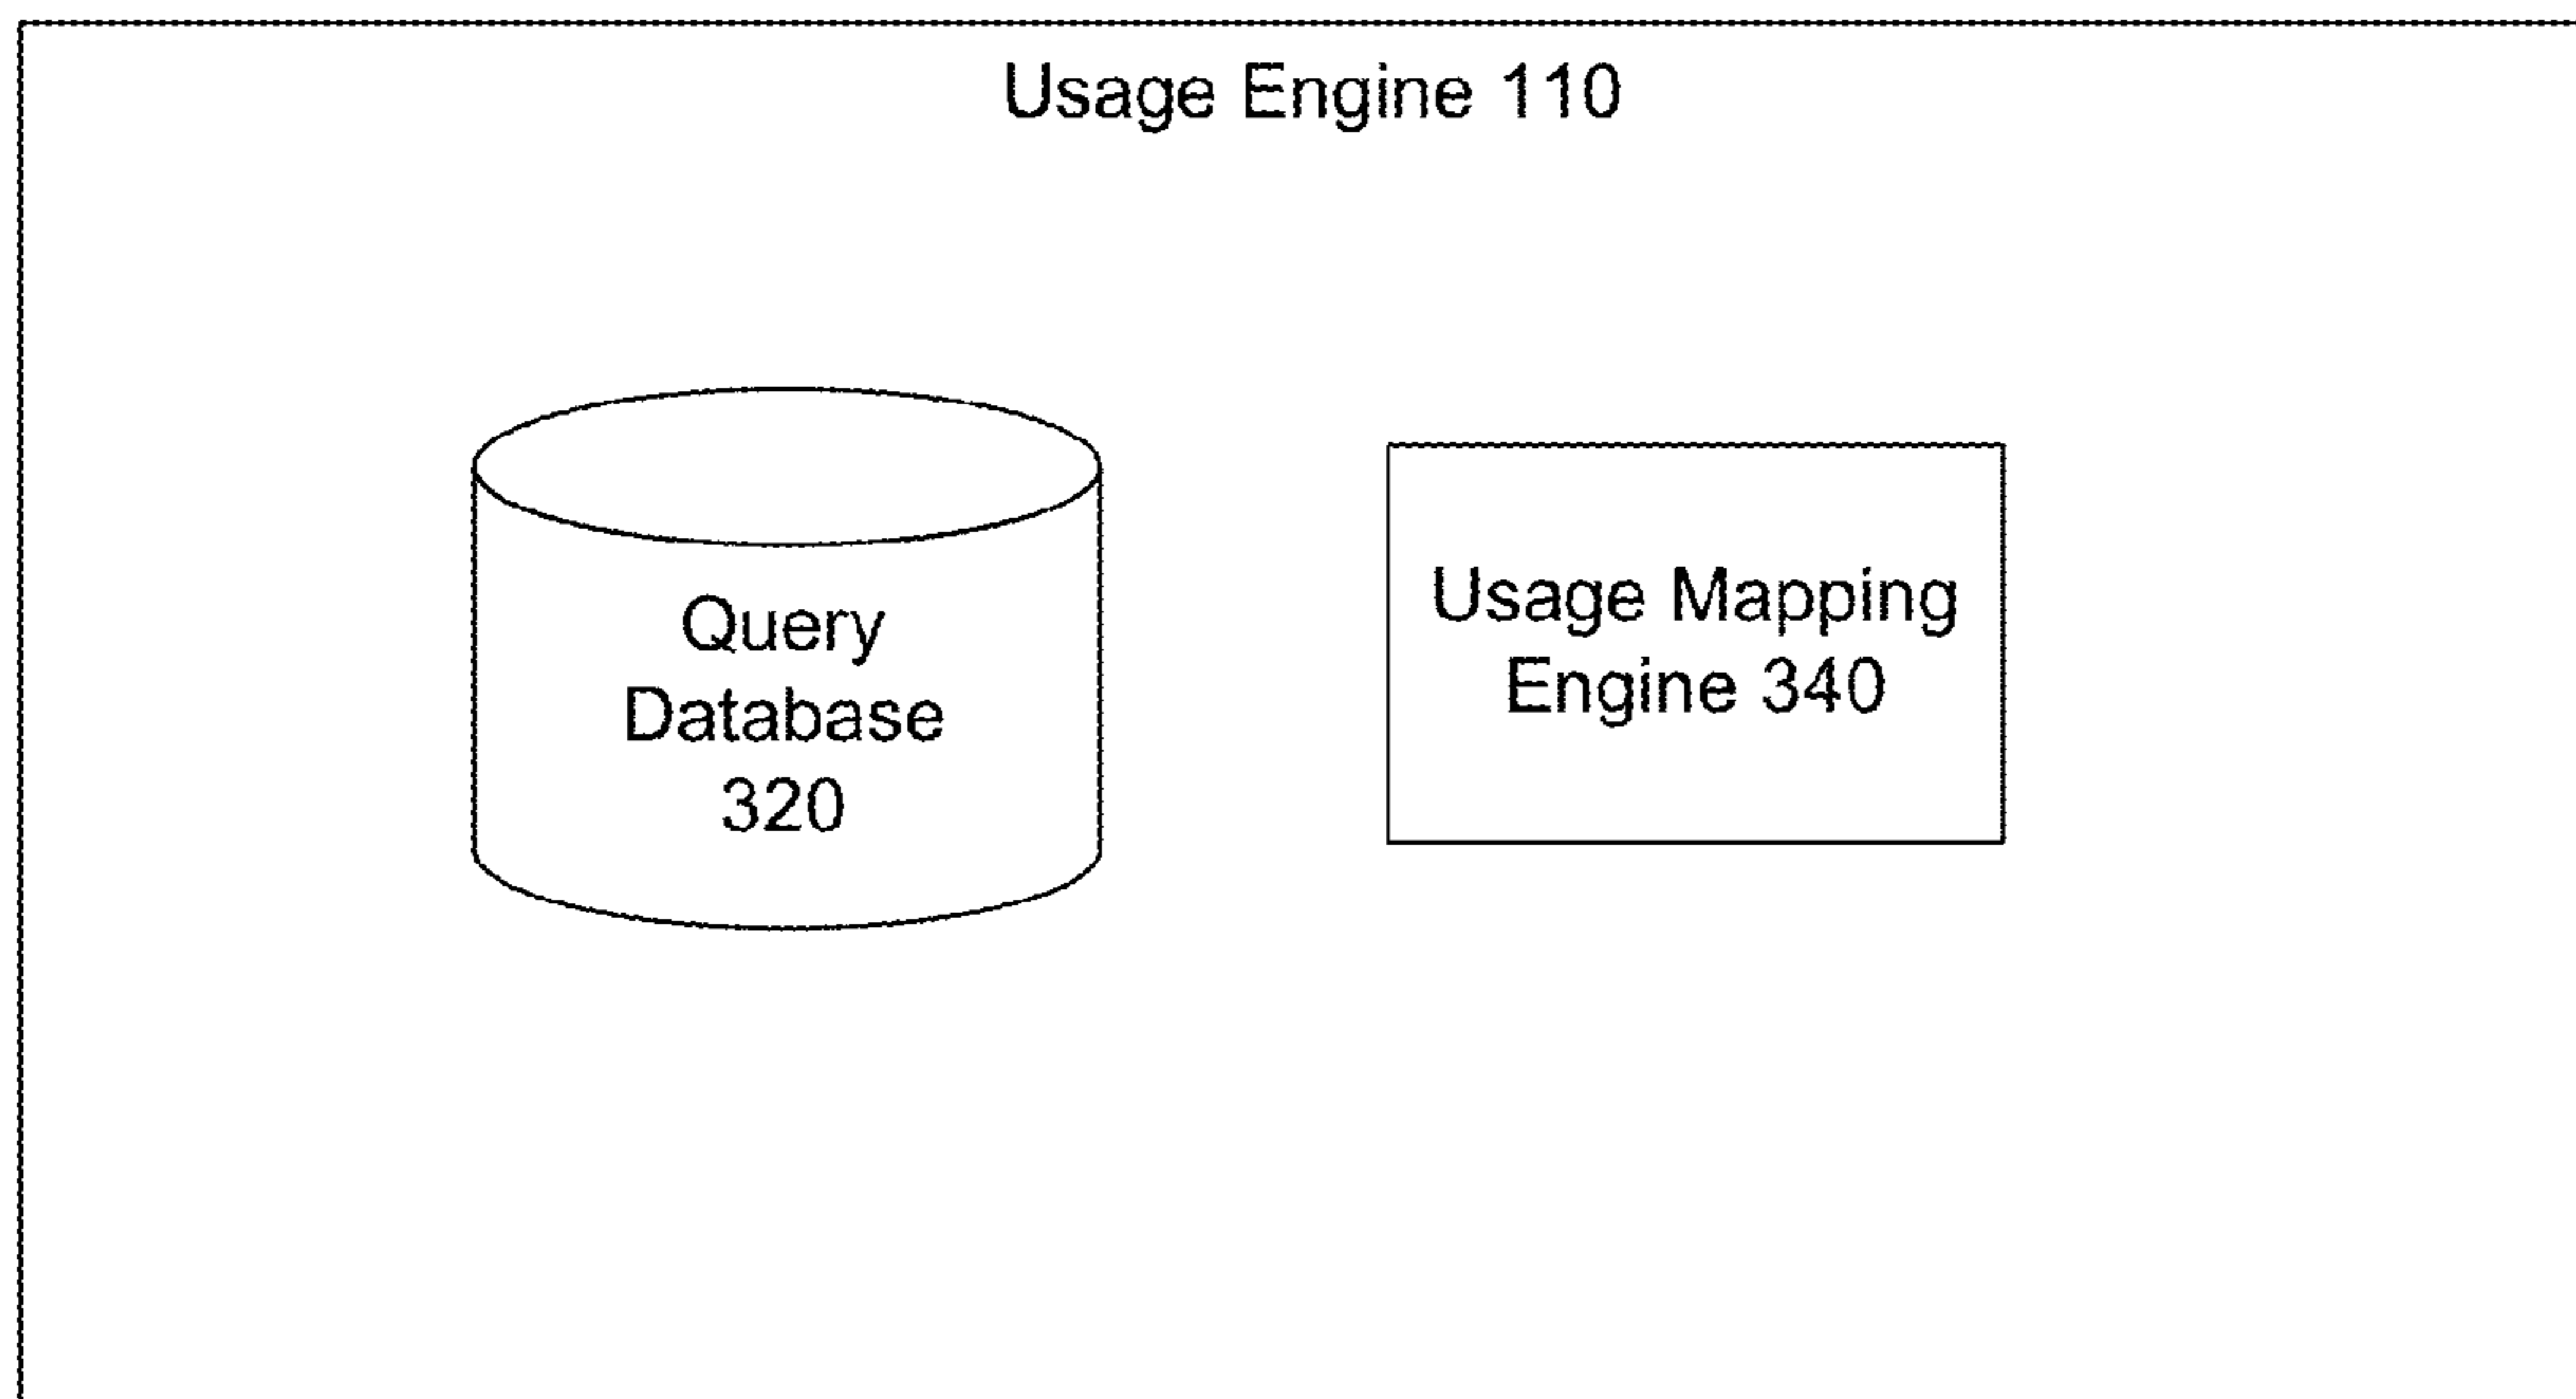 Usage Engine 110
Query
Database
320
Usage Mapping
Engine 340